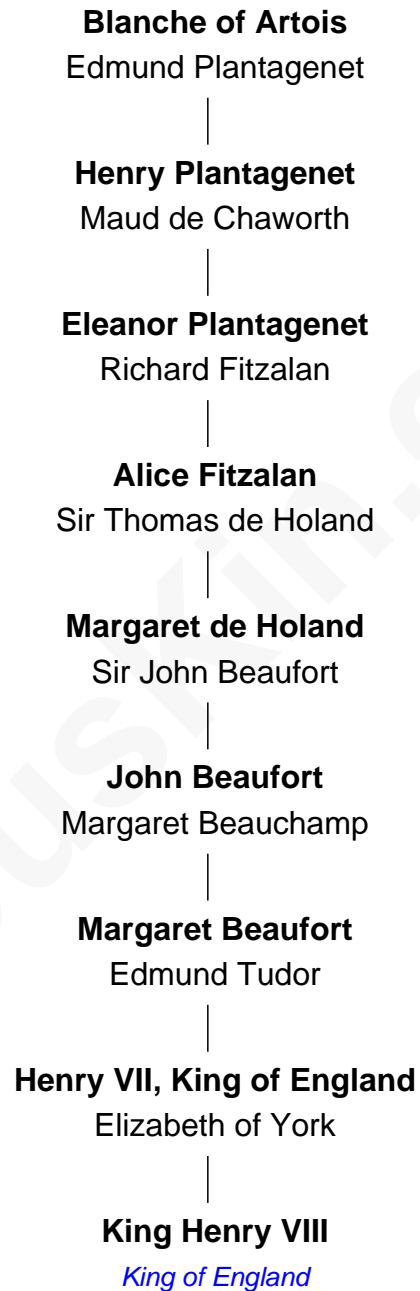 Blanche of Artois
Edmund Plantagenet
Henry Plantagenet
Maud de Chaworth
Eleanor Plantagenet
Richard Fitzalan
Alice Fitzalan
Sir Thomas de Holand
Margaret de Holand
Sir John Beaufort
John Beaufort
Margaret Beauchamp
Margaret Beaufort
Edmund Tudor
Henry VII, King of England
Elizabeth of York
King Henry VIII
King of England